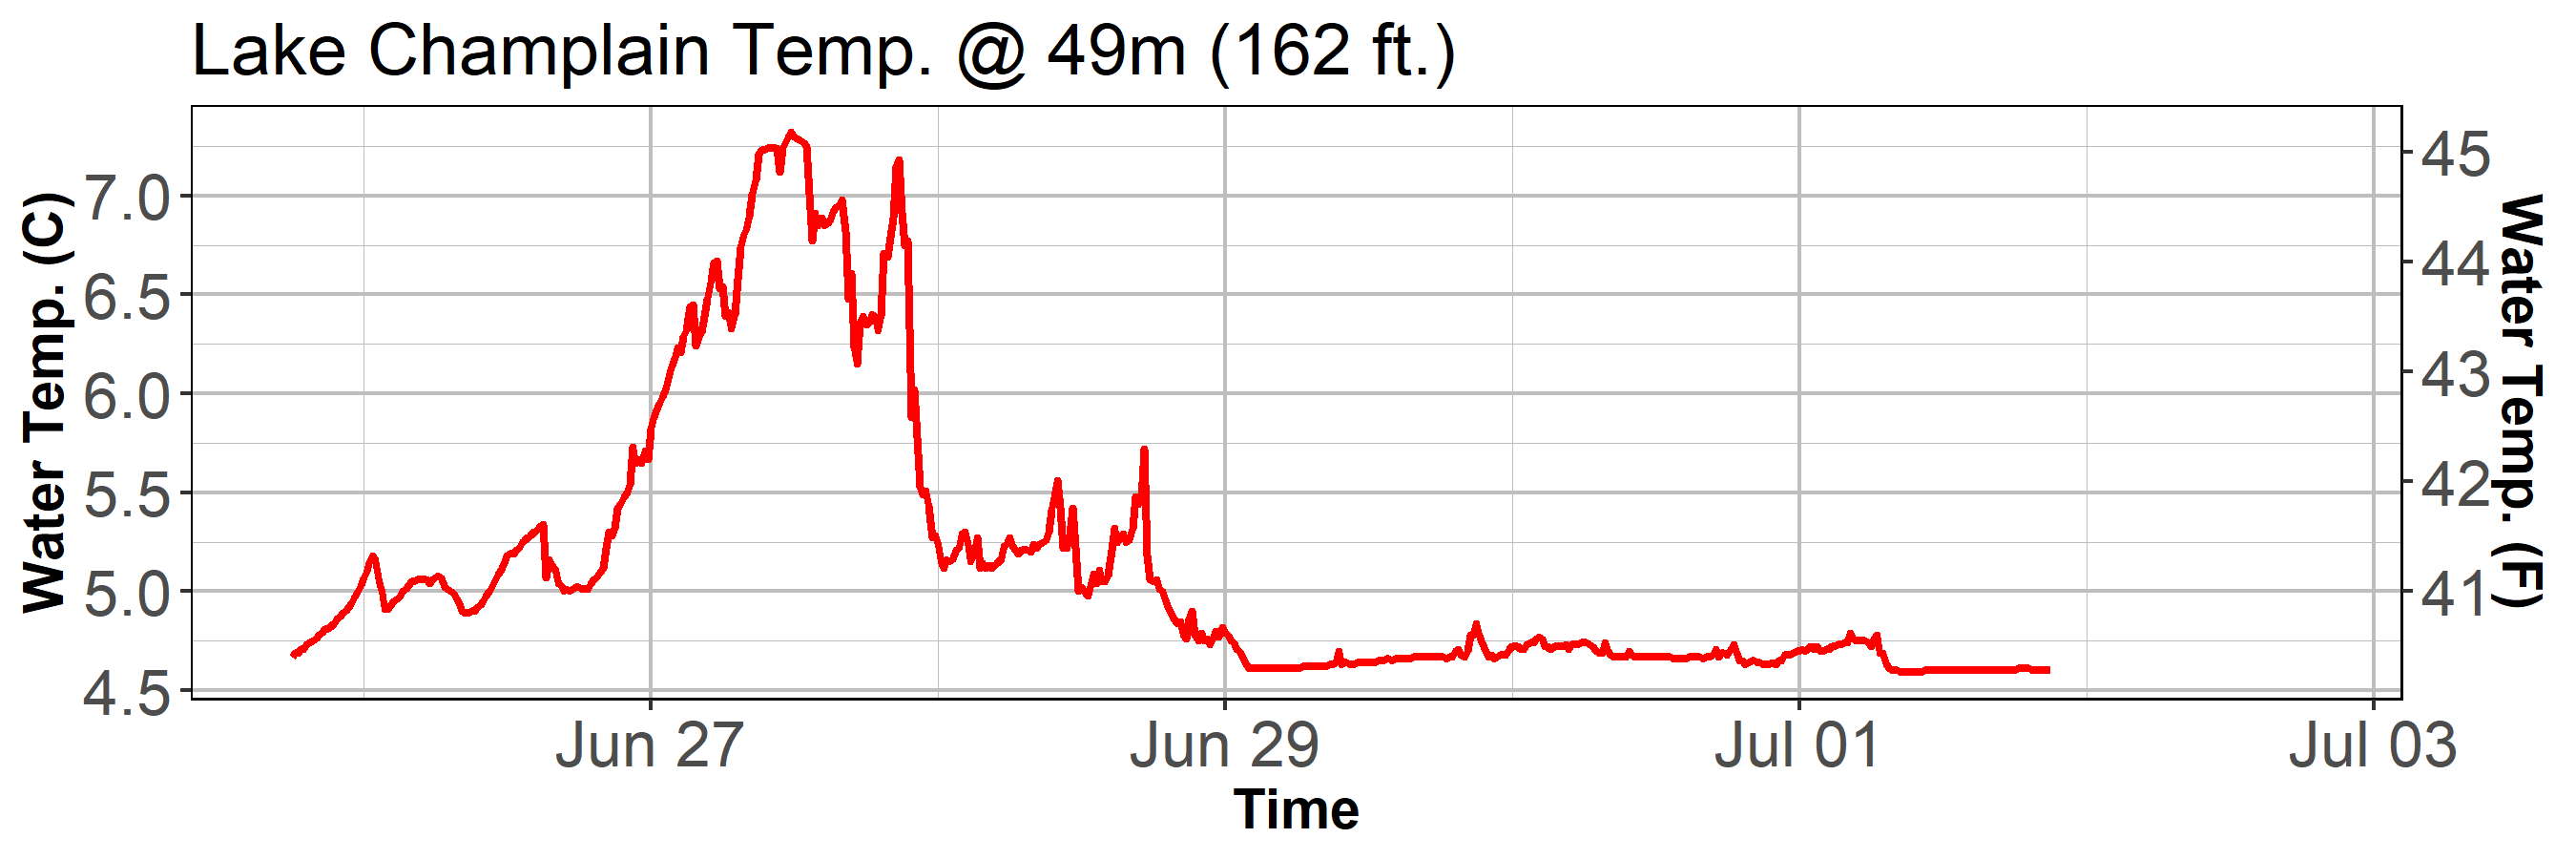 Lake Champlain Temp. @ 49m (162 ft.)
Water Temp. (C)
7.0
6.5
6.0
5.5
5.0
4.5
45
44
43
42
41
Water Temp. (F)
Jun 27
Jun 29
Jul 01
Jul 03
Time